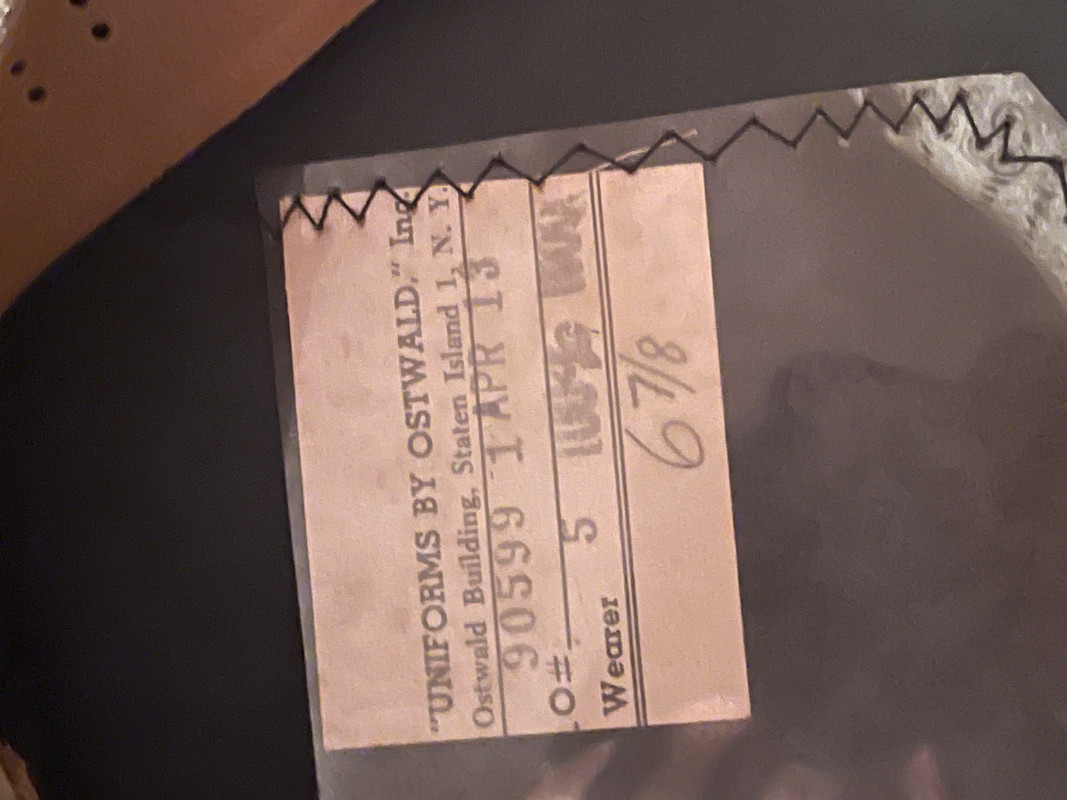 "UNIFORMS BY OSTWALD," Inc.
Ostwald Building, Staten Island 1, N. Y.
90599 -1 APR 13
O#
5
Wearer
6 7/8